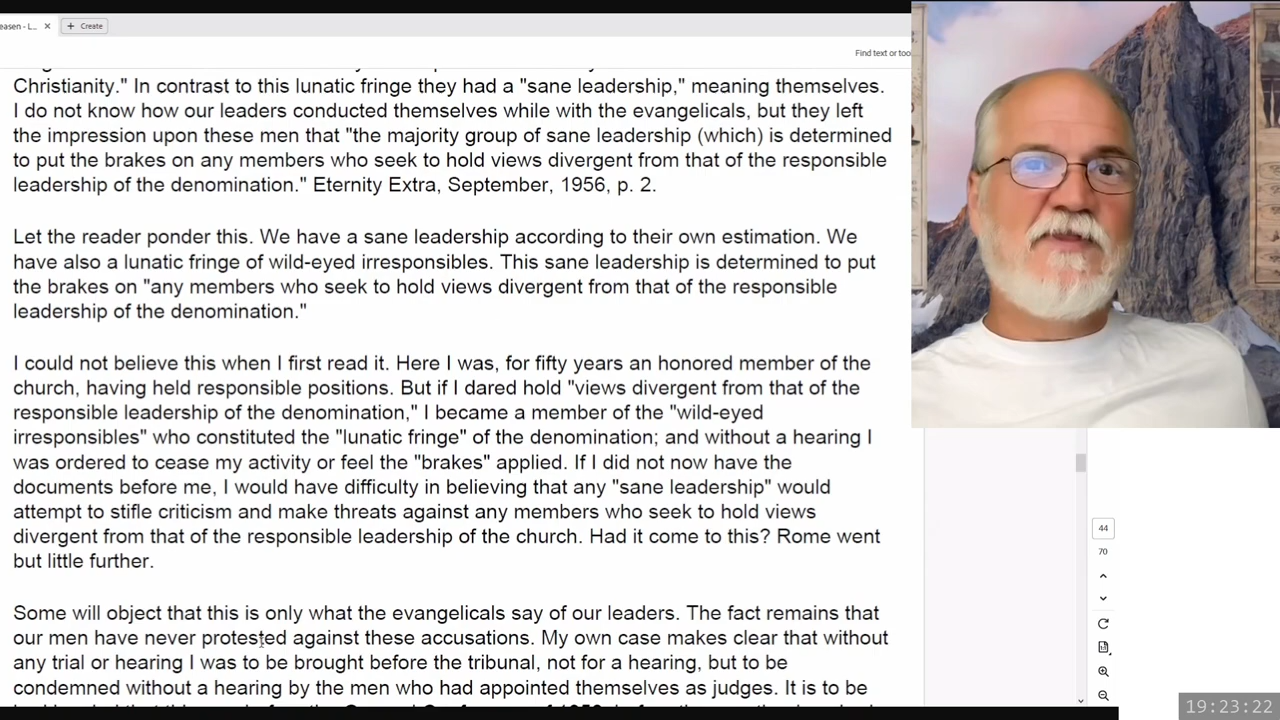 easen - L...
Create
Find text or too
Christianity." In contrast to this lunatic fringe they had a "sane leadership," meaning themselves.
I do not know how our leaders conducted themselves while with the evangelicals, but they left
the impression upon these men that "the majority group of sane leadership (which) is determined
to put the brakes on any members who seek to hold views divergent from that of the responsible
leadership of the denomination." Eternity Extra, September, 1956, p. 2.
Let the reader ponder this. We have a sane leadership according to their own estimation. We
have also a lunatic fringe of wild-eyed irresponsibles. This sane leadership is determined to put
the brakes on "any members who seek to hold views divergent from that of the responsible
leadership of the denomination."
I could not believe this when I first read it. Here I was, for fifty years an honored member of the
church, having held responsible positions. But if I dared hold "views divergent from that of the
responsible leadership of the denomination," I became a member of the "wild-eyed
irresponsibles" who constituted the "lunatic fringe" of the denomination; and without a hearing I
was ordered to cease my activity or feel the "brakes" applied. If I did not now have the
documents before me, I would have difficulty in believing that any "sane leadership" would
attempt to stifle criticism and make threats against any members who seek to hold views
divergent from that of the responsible leadership of the church. Had it come to this? Rome went
but little further.
Some will object that this is only what the evangelicals say of our leaders. The fact remains that
our men have never protested against these accusations. My own case makes clear that without
any trial or hearing I was to be brought before the tribunal, not for a hearing, but to be
condemned without a hearing by the men who had appointed themselves as judges. It is to be
44
70
19:23:22